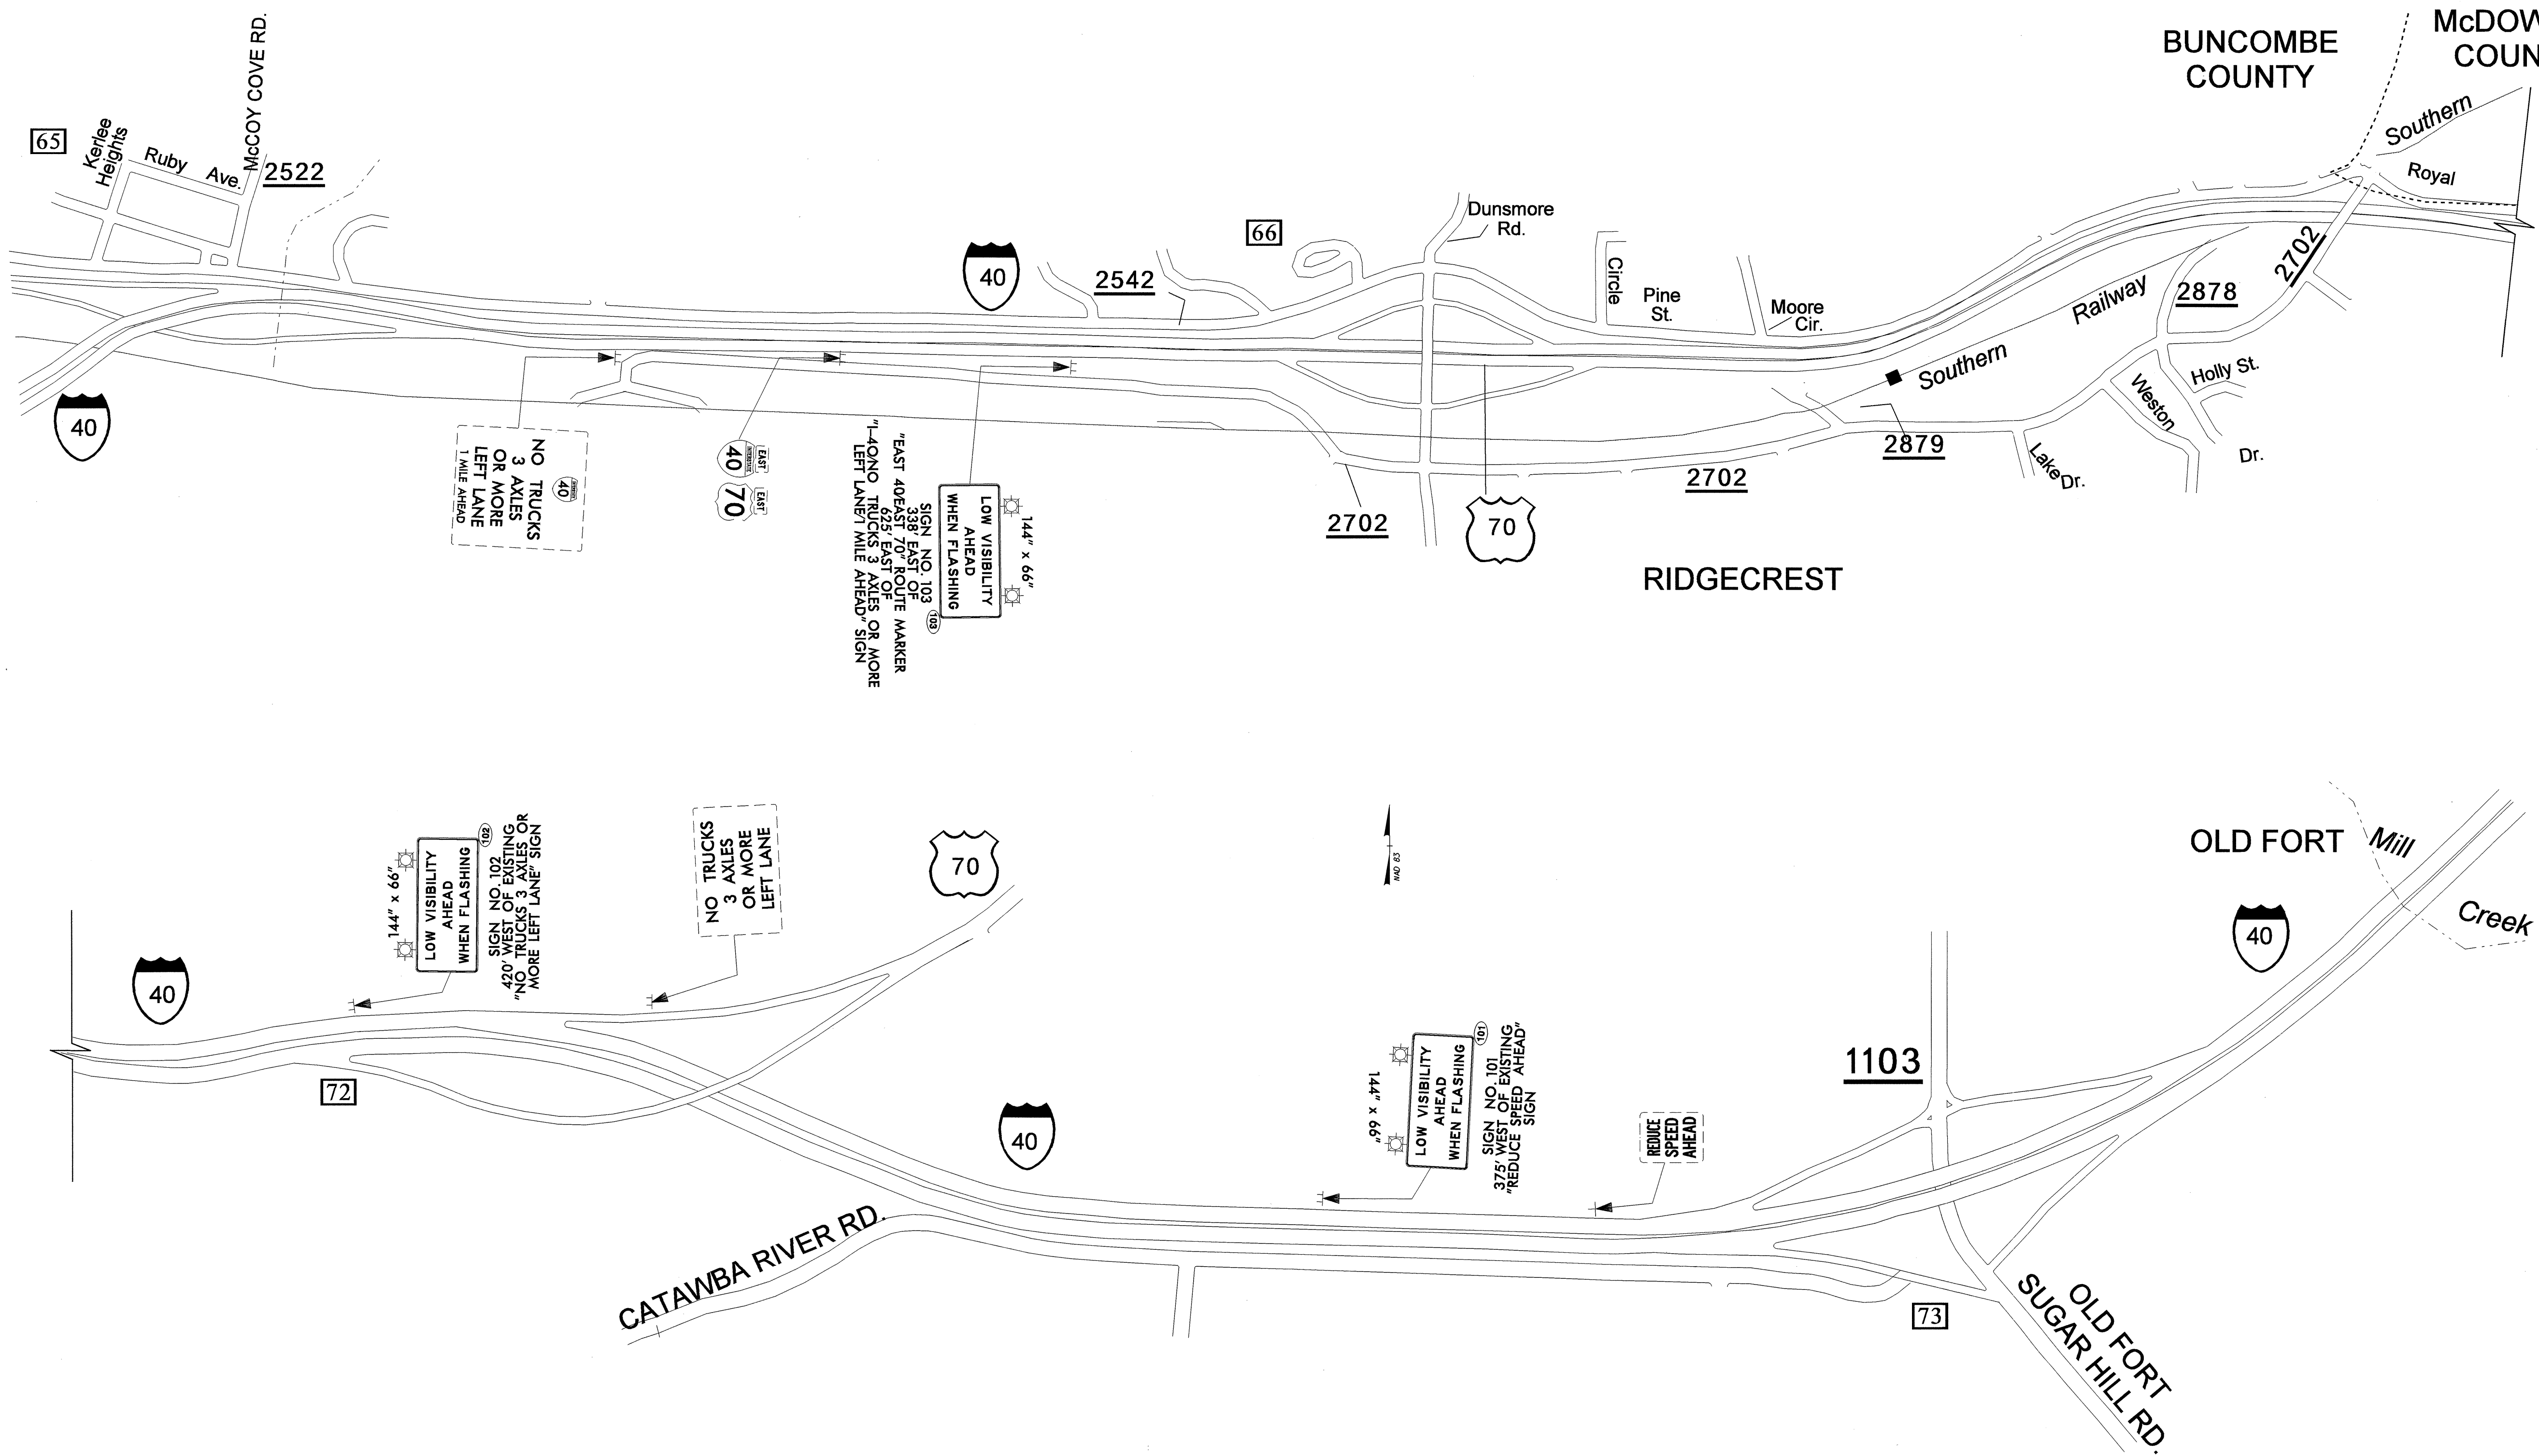 BUNCOMBE
COUNTY
McDOW
COUN
65
Kerlee
Heights
Ruby
Ave.
McCOY COVE RD.
2522
40
40
2542
66
Dunsmore
Rd.
Circle
Pine
St.
Moore
Cir.
Southern
Railway
2878
2702
Southern
Royal
Holly St.
Weston
Dr.
Lake
Dr.
2879
2702
2702
70
RIDGECREST
40
NO TRUCKS
3 AXLES
OR MORE
LEFT LANE
1 MILE AHEAD
EAST
INTERSTATE
40
EAST
70
144" x 66"
LOW VISIBILITY
AHEAD
WHEN FLASHING
103
SIGN NO. 103
338' EAST OF
"EAST 40/EAST 70" ROUTE MARKER
625' EAST OF
"I-40/NO TRUCKS 3 AXLES OR MORE
LEFT LANE/1 MILE AHEAD" SIGN
40
144" x 66"
LOW VISIBILITY
AHEAD
WHEN FLASHING
102
SIGN NO. 102
420' WEST OF EXISTING
"NO TRUCKS 3 AXLES OR
MORE LEFT LANE" SIGN
NO TRUCKS
3 AXLES
OR MORE
LEFT LANE
70
72
NAD 83
40
CATAWBA RIVER RD.
144" x 66"
LOW VISIBILITY
AHEAD
WHEN FLASHING
101
SIGN NO. 101
375' WEST OF EXISTING
"REDUCE SPEED AHEAD"
SIGN
REDUCE
SPEED
AHEAD
1103
OLD FORT
Mill
Creek
40
73
OLD FORT
SUGAR HILL RD.